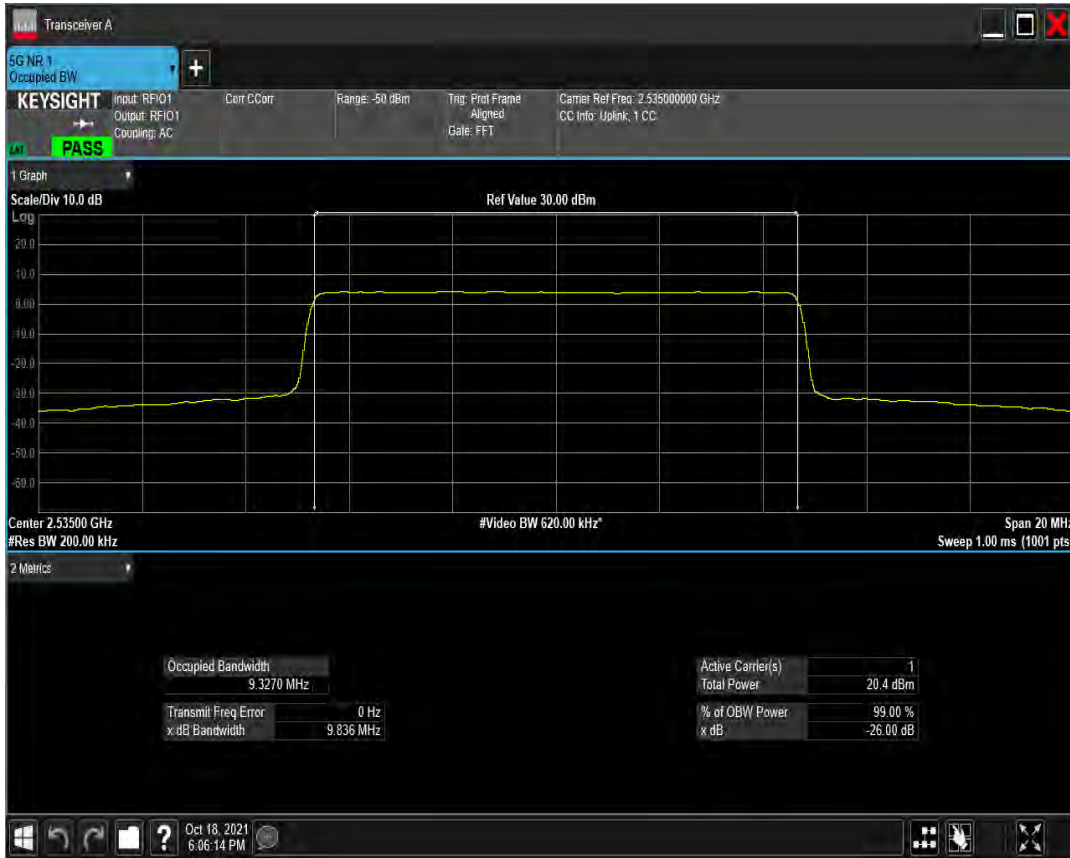 Transceiver A
5G NR 1
Occupied BW
KEYSIGHT
Input: RFIO1
Output: RFIO1
Coupling: AC
Corr CCorr
Range: -50 dBm
Trig: Prot Frame
Aligned
Gate: FFT
Carrier Ref Freq: 2.535000000 GHz
CC Info: Uplink, 1 CC
PASS
1 Graph
Scale/Div 10.0 dB
Ref Value 30.00 dBm
Log
20.0
10.0
0.00
-10.0
-20.0
-30.0
-40.0
-50.0
-60.0
Center 2.53500 GHz
#Video BW 620.00 kHz*
Span 20 MHz
#Res BW 200.00 kHz
Sweep 1.00 ms (1001 pts
2 Metrics
Occupied Bandwidth
9.3270 MHz
Transmit Freq Error 0 Hz
x dB Bandwidth 9.836 MHz
Active Carrier(s) 1
Total Power 20.4 dBm
% of OBW Power 99.00 %
x dB -26.00 dB
?
Oct 18, 2021
6:06:14 PM